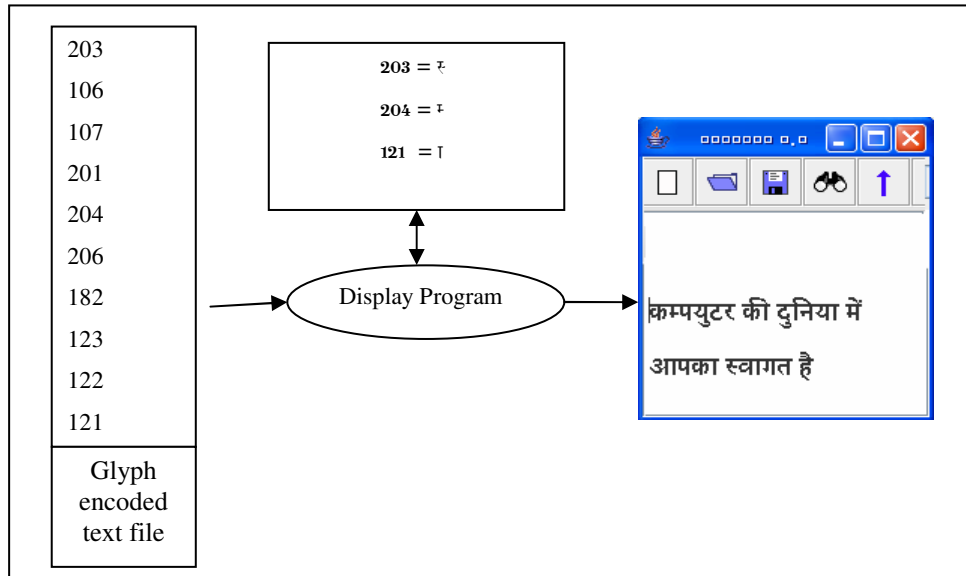 203
106
107
201
204
206
182
123
122
121
Glyph
encoded
text file
203 =
204 =
121 = ा
Display Program
कम्पयुटर की दुनिया में
आपका स्वागत है